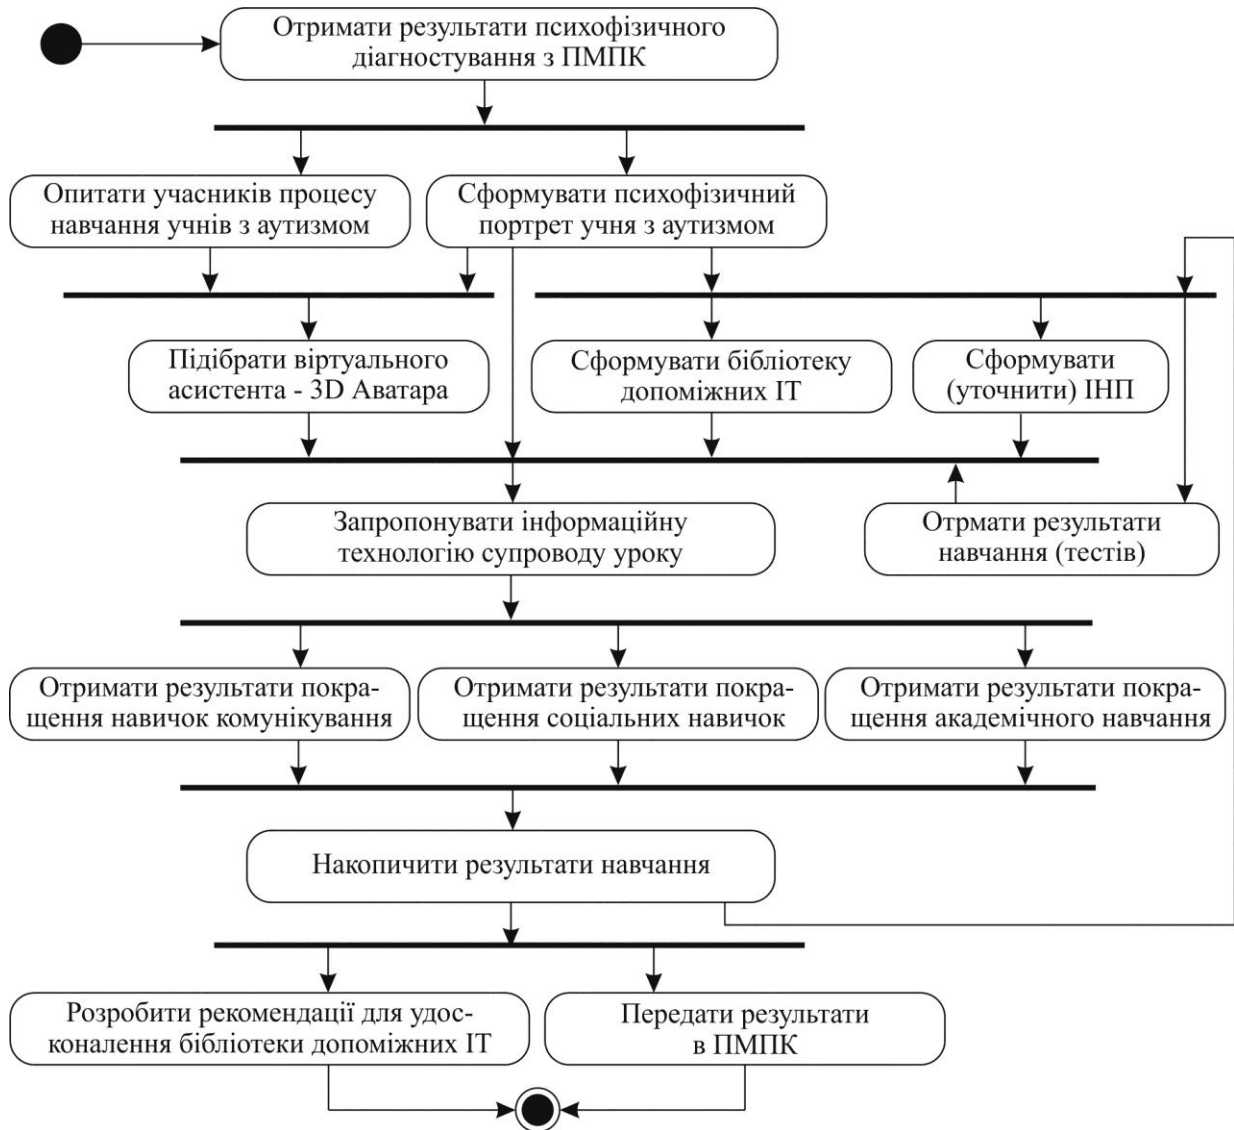 Отримати результати психофізичного
діагностування з ПМПК
Опитати учасників процесу
навчання учнів з аутизмом
Сформувати психофізичний
портрет учня з аутизмом
Підібрати віртуального
асистента - 3D Аватара
Сформувати бібліотеку
допоміжних ІТ
Сформувати
(уточнити) ІНП
Запропонувати інформаційну
технологію супроводу уроку
Отрмати результати
навчання (тестів)
Отримати результати покра-
щення навичок комунікування
Отримати результати покра-
щення соціальних навичок
Отримати результати покра-
щення академічного навчання
Накопичити результати навчання
Розробити рекомендації для удос-
коналення бібліотеки допоміжних ІТ
Передати результати
в ПМПК